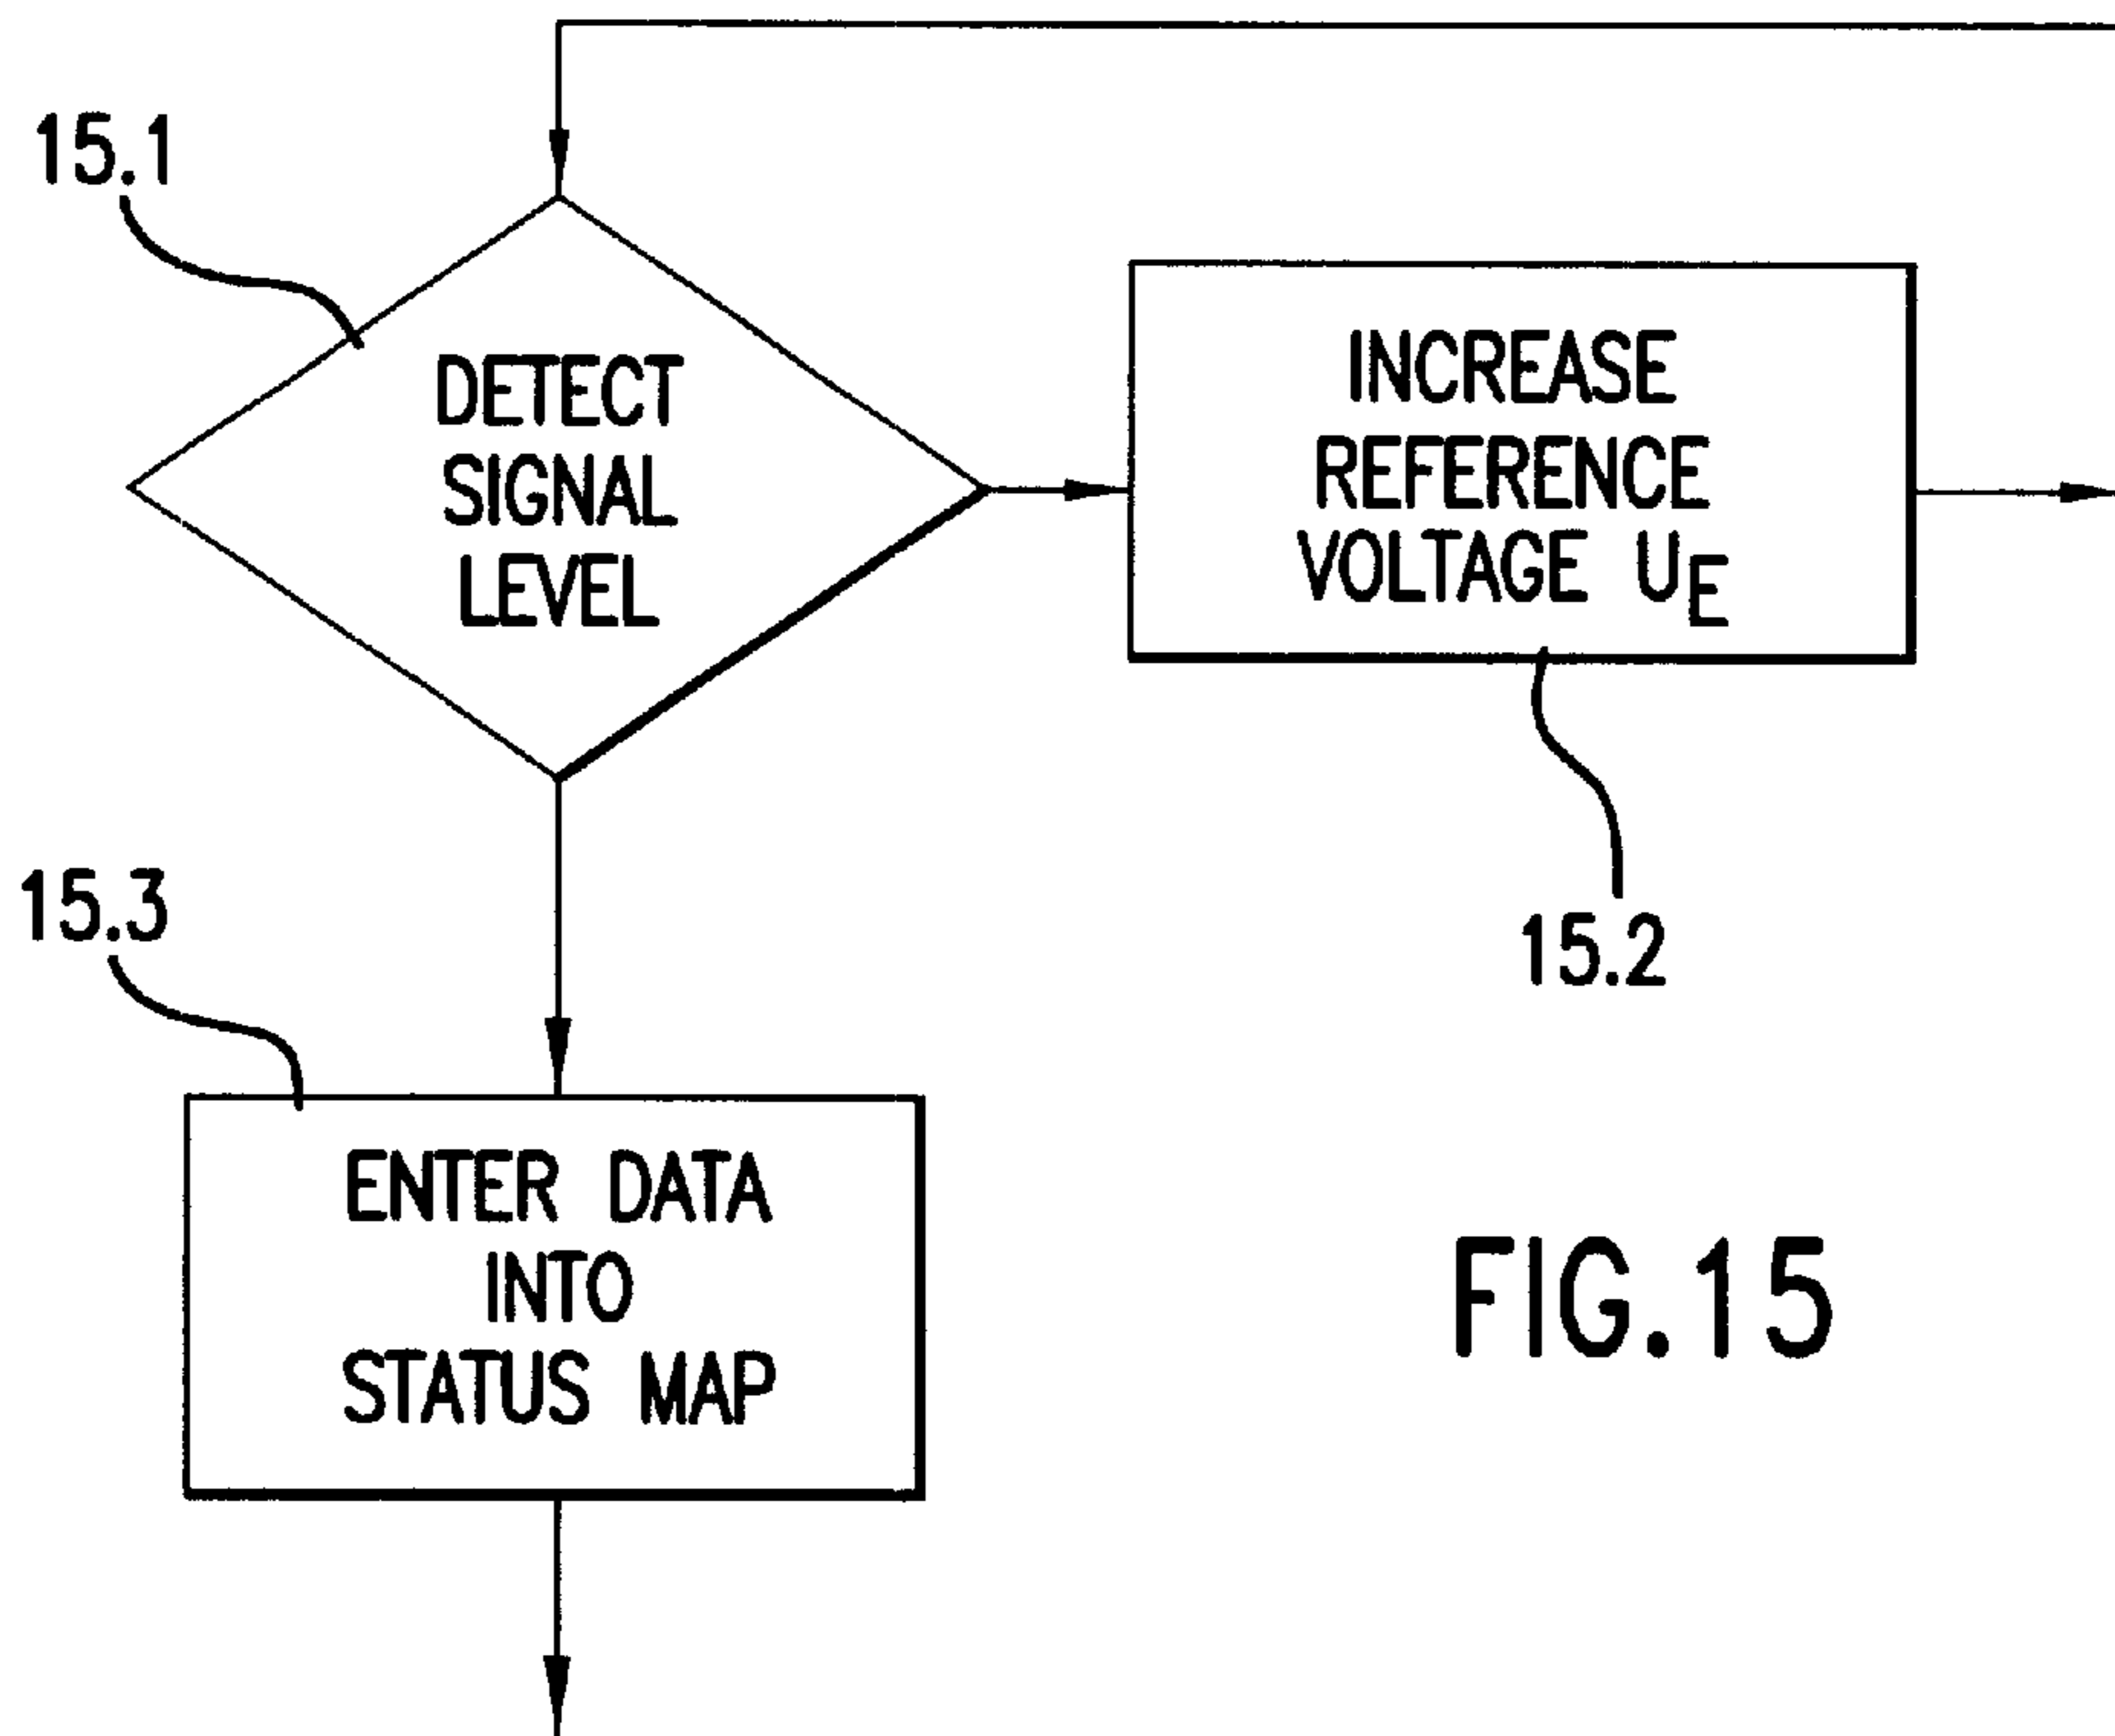 15.1
DETECT
SIGNAL
LEVEL
INCREASE
REFERENCE
VOLTAGE UE
15.2
15.3
ENTER DATA
INTO
STATUS MAP
FIG.15